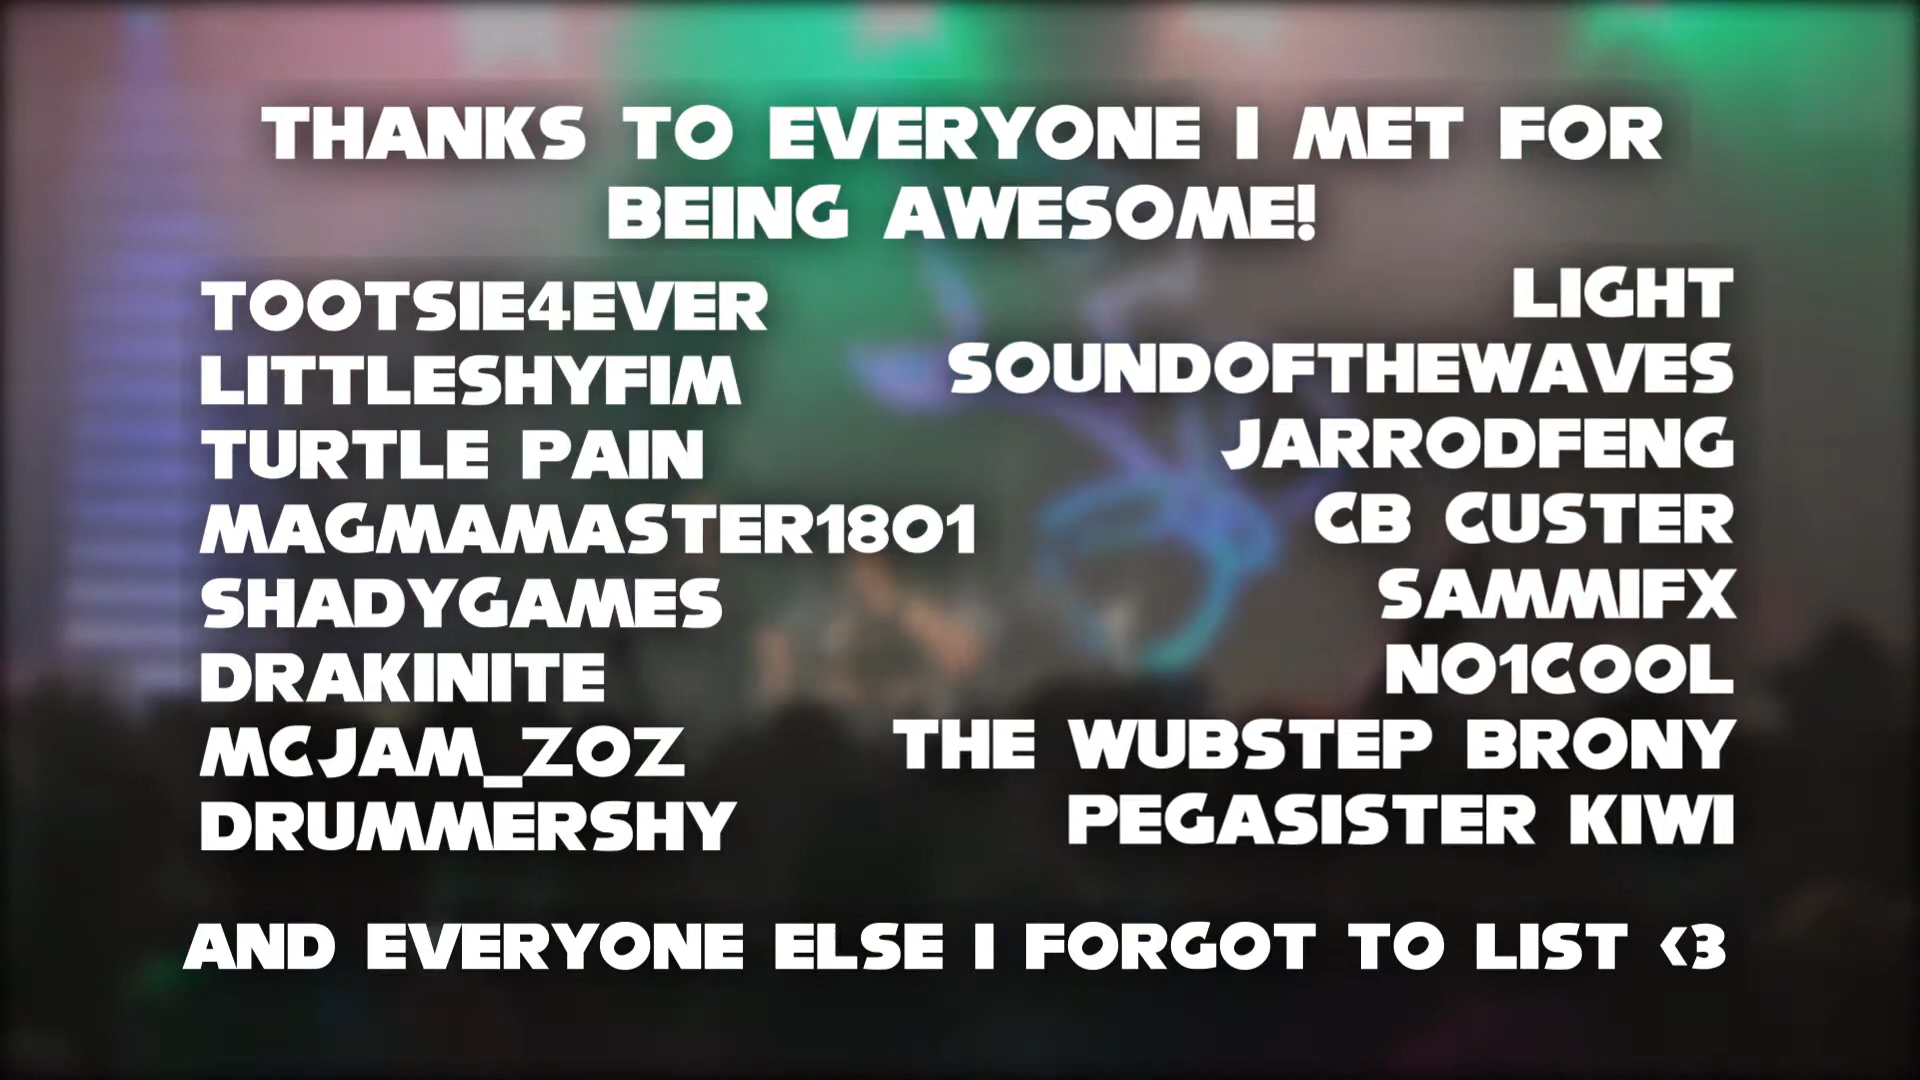 THANKS TO EVERYONE I MET FOR
BEING AWESOME!
TOOTSIE4EVER
LITTLESHYFIM
TURTLE PAIN
MAGMAMASTER1801
SHADYGAMES
DRAKINITE
MCJAM_ZOZ
DRUMMERSHY
LIGHT
SOUNDOFTHEWAVES
JARRODFENG
CB CUSTER
SAMMIFX
NO1COOL
THE WUBSTEP BRONY
PEGASISTER KIWI
AND EVERYONE ELSE I FORGOT TO LIST <3